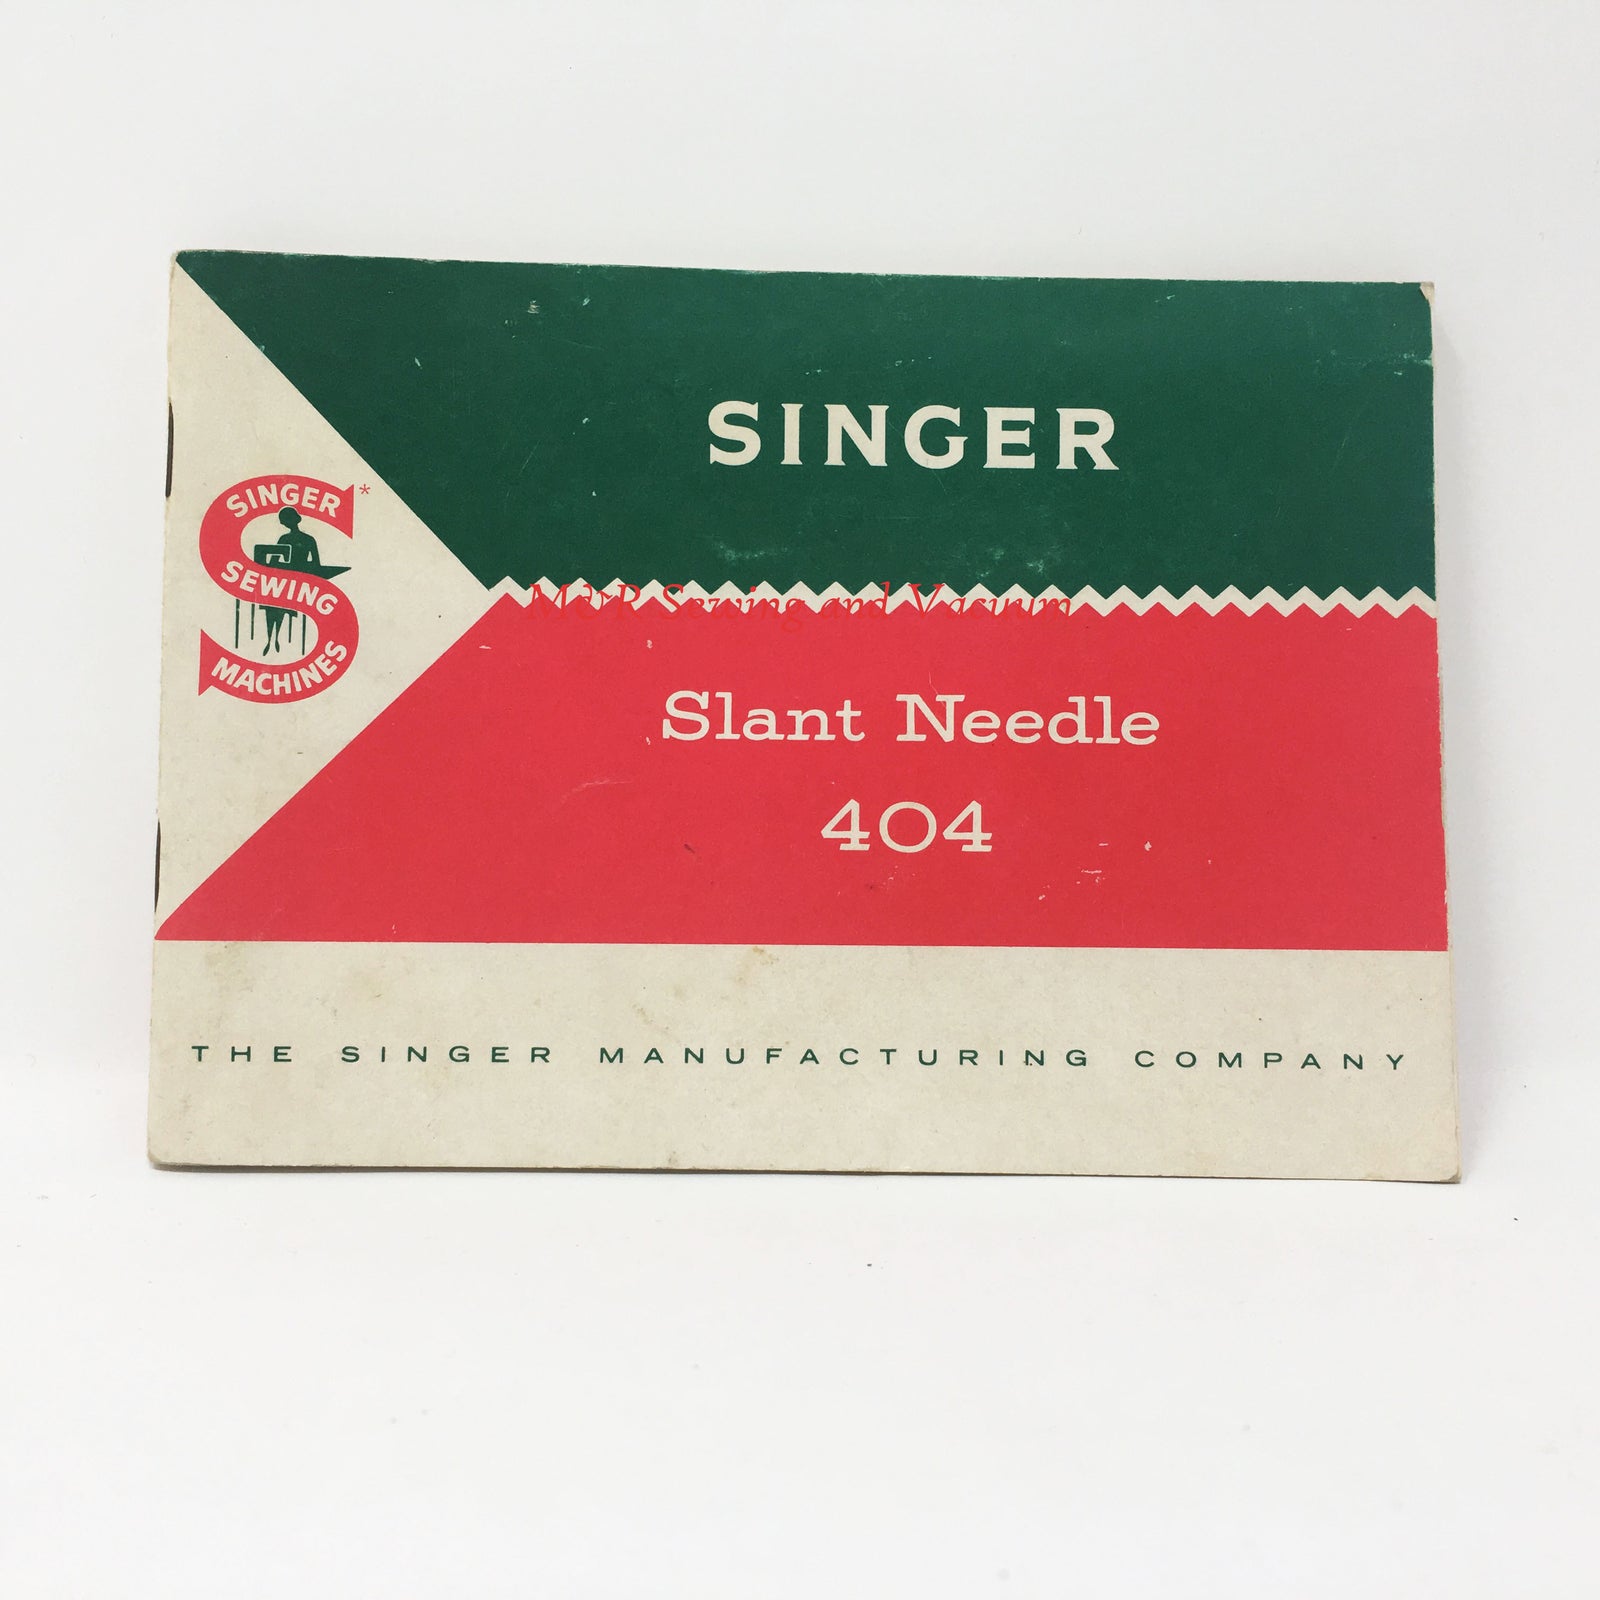 SINGER
SINGER*
SEWING
MACHINES
M&R Sewing and Vacuum
Slant Needle
404
THE SINGER MANUFACTURING COMPANY